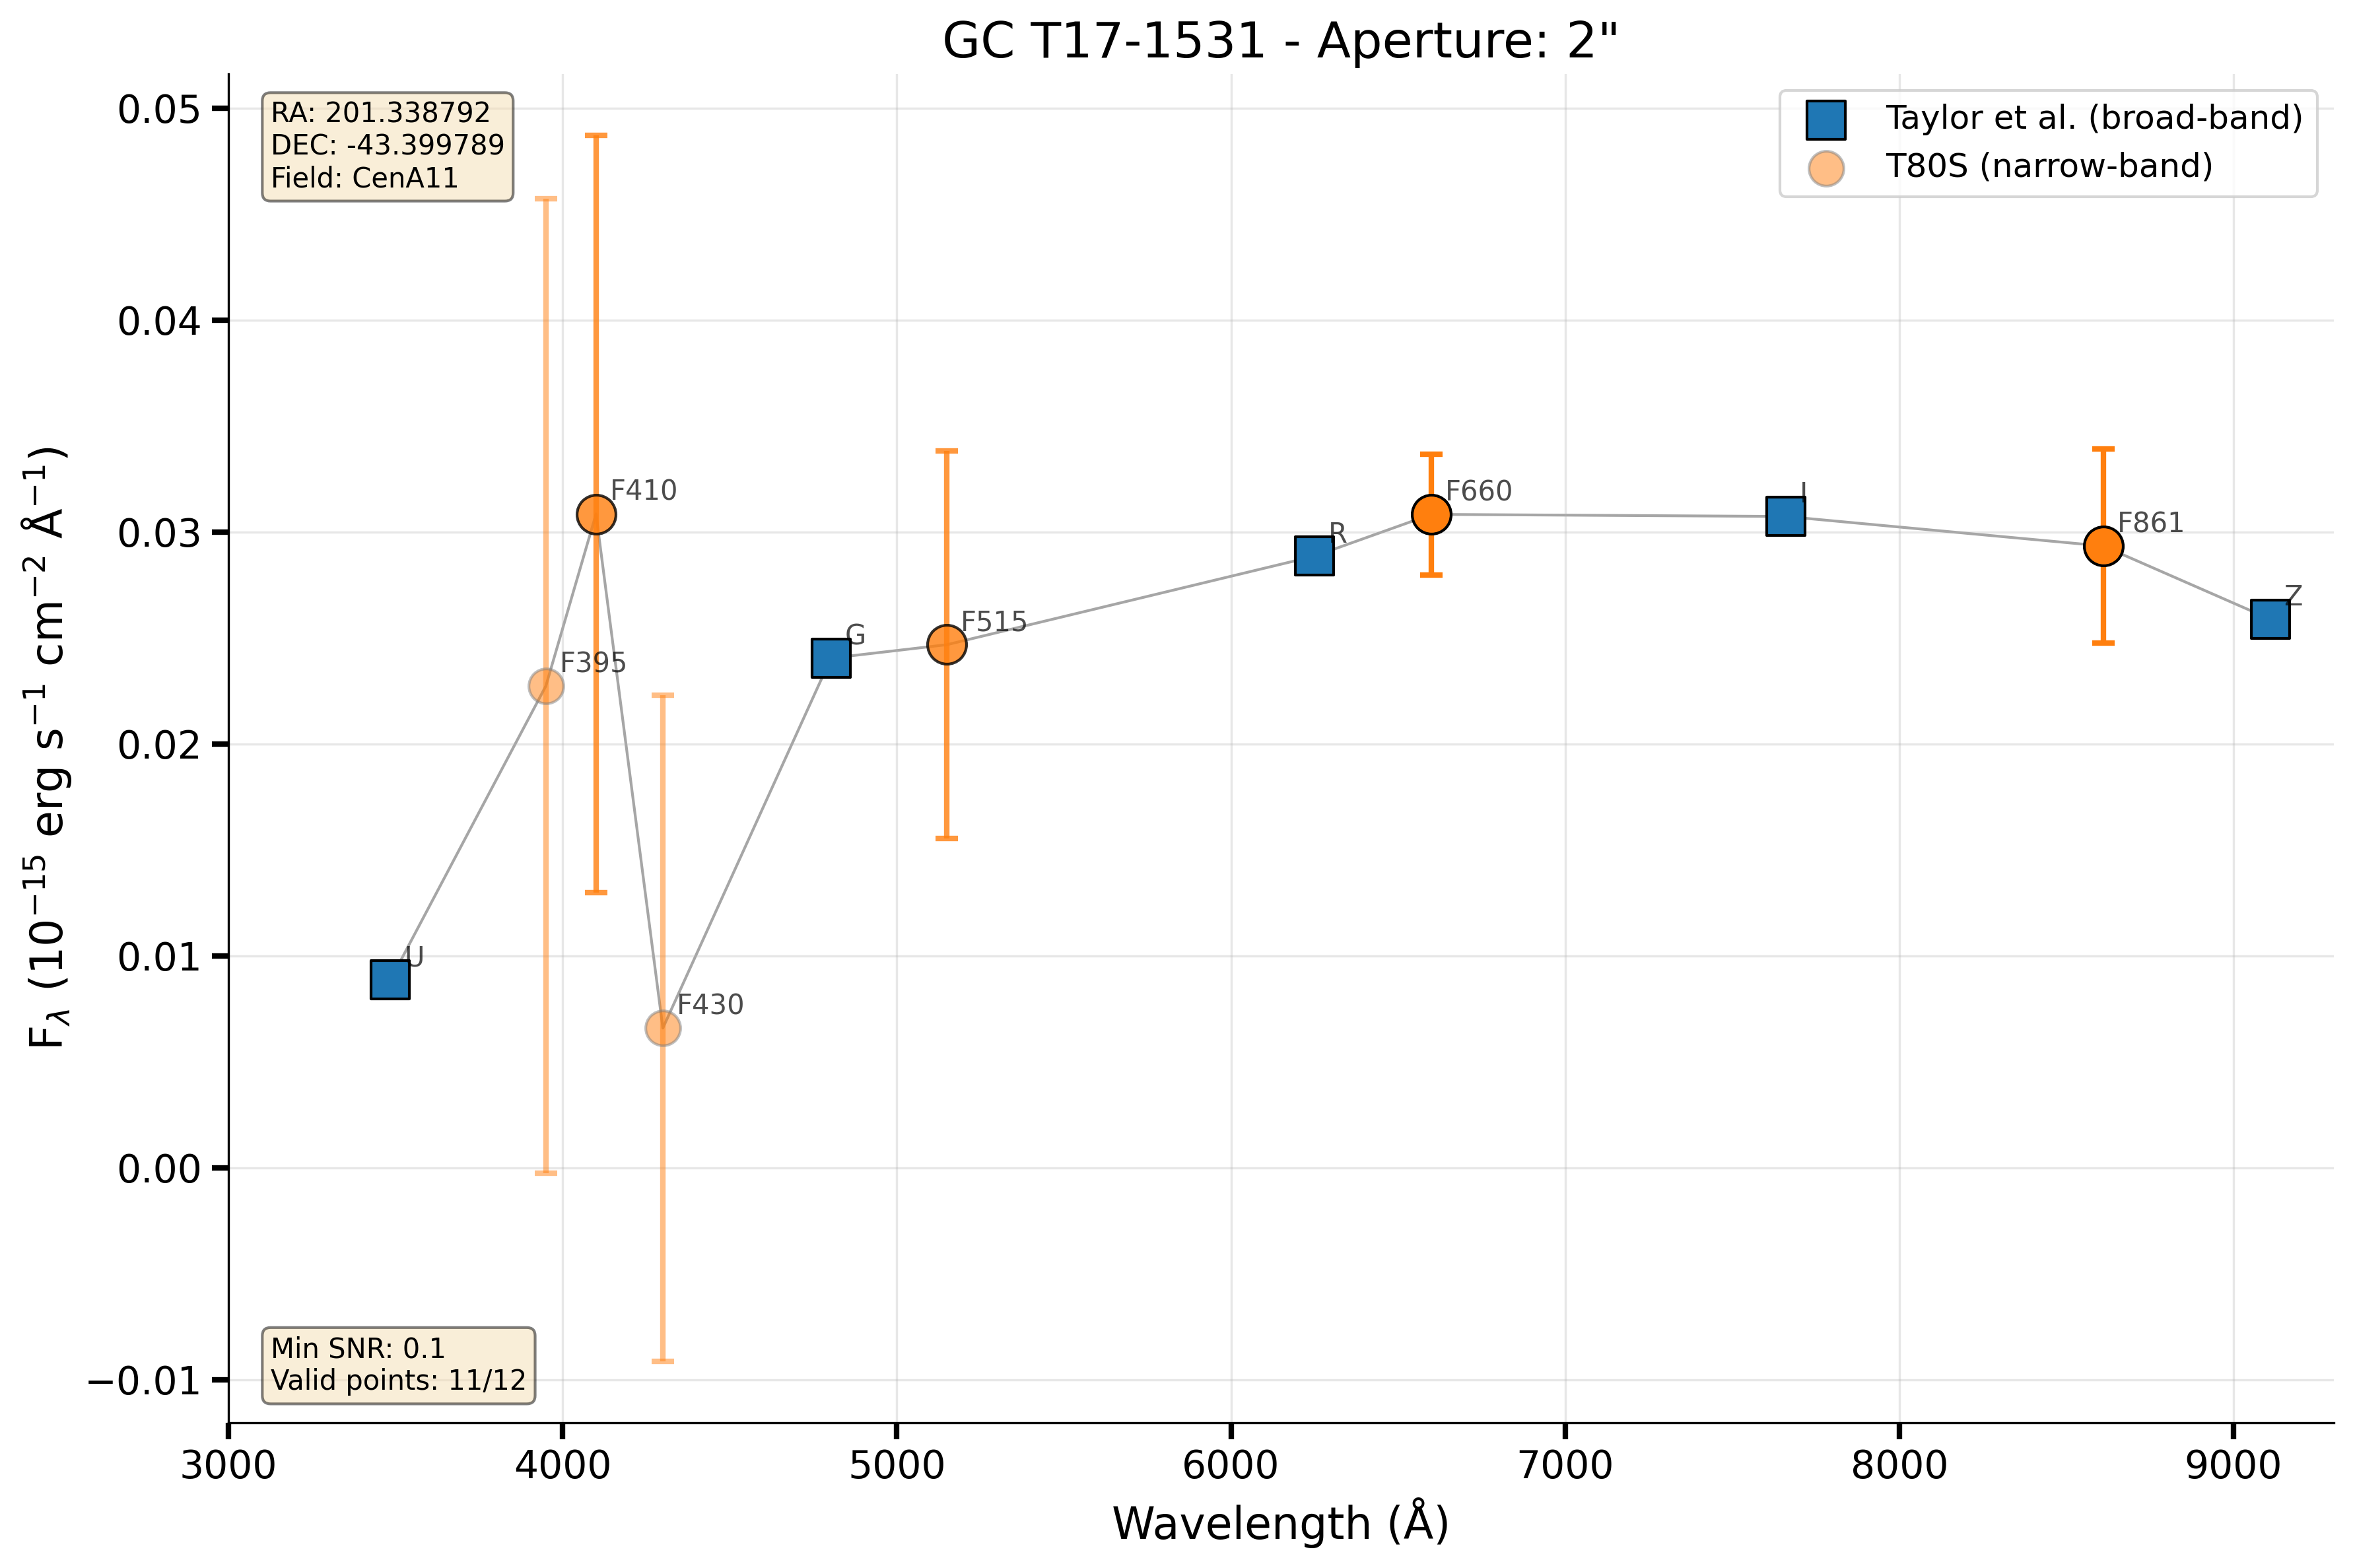 GC T17-1531 - Aperture: 2"
RA: 201.338792
DEC: -43.399789
Field: CenA11
Taylor et al. (broad-band)
T80S (narrow-band)
0.05
0.04
0.03
0.02
0.01
0.00
−0.01
F410
F395
F430
U
G
F515
R
F660
I
F861
Z
Min SNR: 0.1
Valid points: 11/12
3000 4000 5000 6000 7000 8000 9000
Wavelength (Å)
Fλ (10⁻¹⁵ erg s⁻¹ cm⁻² Å⁻¹)